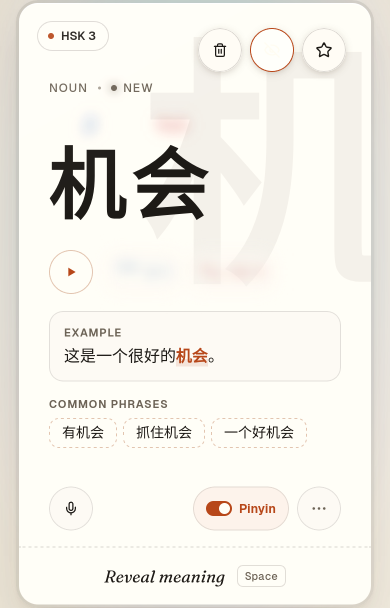 HSK 3
NOUN • NEW
机会
EXAMPLE
这是一个很好的机会。
COMMON PHRASES
有机会 抓住机会 一个好机会
Pinyin
Reveal meaning Space
机